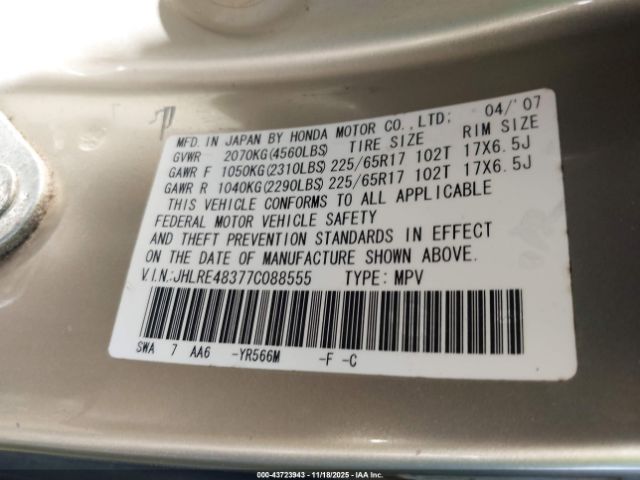 MFD. IN JAPAN BY HONDA MOTOR CO., LTD: 04/'07
GVWR 2070KG(4560LBS) TIRE SIZE RIM SIZE
GAWR F 1050KG(2310LBS) 225/65R17 102T 17X6.5J
GAWR R 1040KG(2290LBS) 225/65R17 102T 17X6.5J
THIS VEHICLE CONFORMS TO ALL APPLICABLE
FEDERAL MOTOR VEHICLE SAFETY
AND THEFT PREVENTION STANDARDS IN EFFECT
ON THE DATE OF MANUFACTURE SHOWN ABOVE.
V.I.N.:JHLRE48377C088555 TYPE: MPV
SWA 7 AA6 -YR566M -F -C
000-43723943 - 11/18/2025 - IAA Inc.